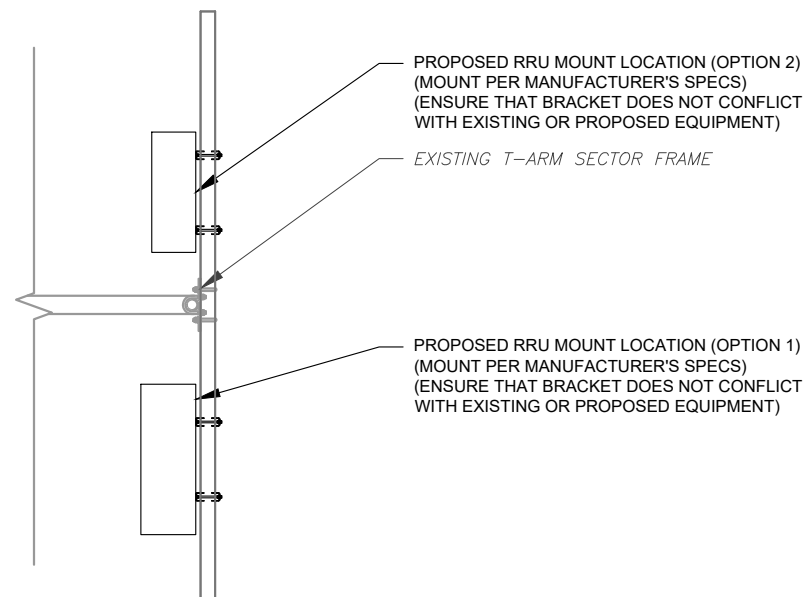 PROPOSED RRU MOUNT LOCATION (OPTION 2)
(MOUNT PER MANUFACTURER'S SPECS)
(ENSURE THAT BRACKET DOES NOT CONFLICT
WITH EXISTING OR PROPOSED EQUIPMENT)
EXISTING T-ARM SECTOR FRAME
PROPOSED RRU MOUNT LOCATION (OPTION 1)
(MOUNT PER MANUFACTURER'S SPECS)
(ENSURE THAT BRACKET DOES NOT CONFLICT
WITH EXISTING OR PROPOSED EQUIPMENT)